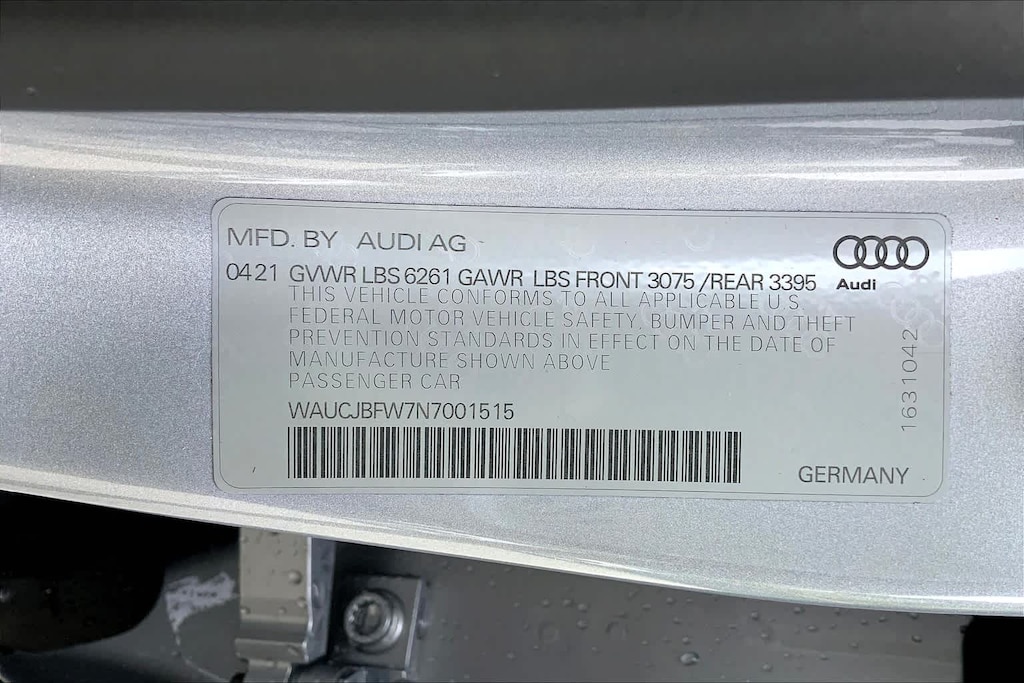 MFD. BY AUDI AG
0421 GVWR LBS 6261 GAWR LBS FRONT 3075 /REAR 3395
Audi
THIS VEHICLE CONFORMS TO ALL APPLICABLE U.S.
FEDERAL MOTOR VEHICLE SAFETY, BUMPER AND THEFT
PREVENTION STANDARDS IN EFFECT ON THE DATE OF
MANUFACTURE SHOWN ABOVE
PASSENGER CAR
WAUCJBFW7N7001515
1631042
GERMANY